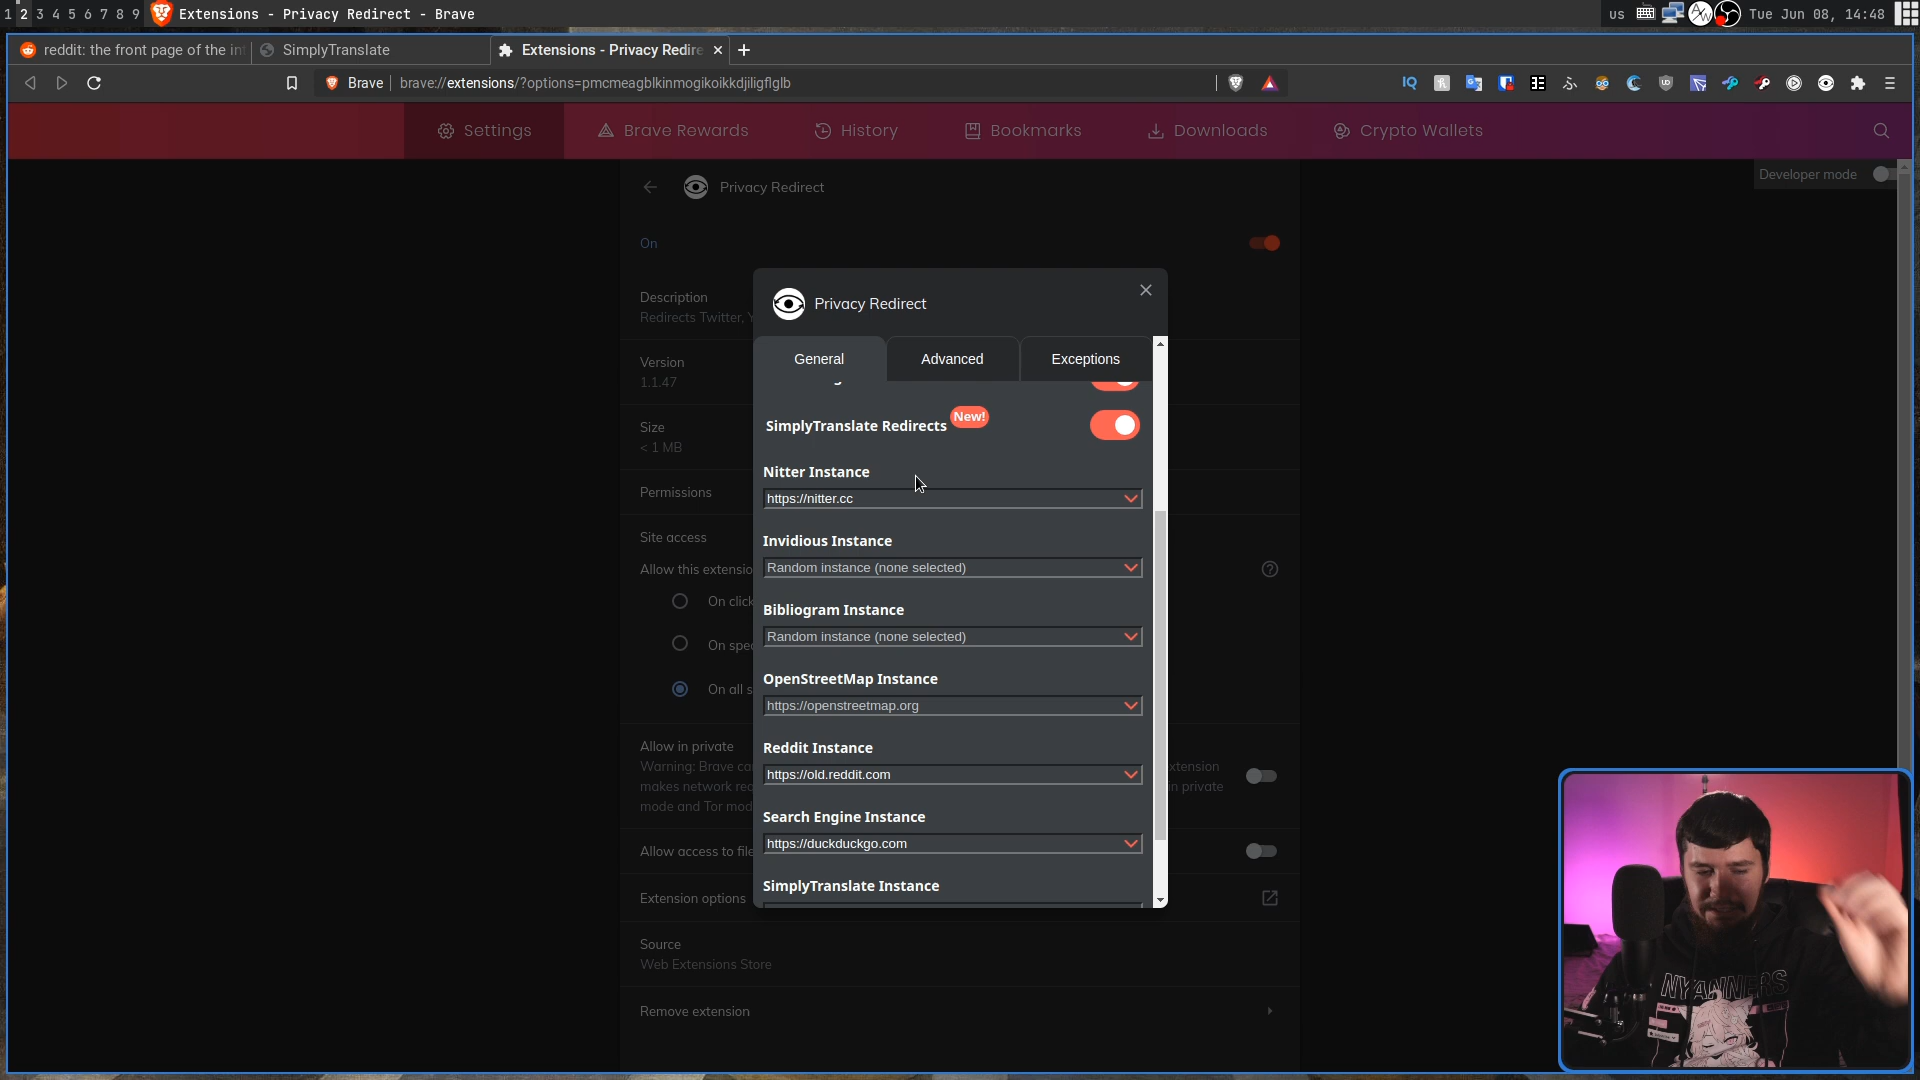 1 2 3 4 5 6 7 8 9 Extensions - Privacy Redirect - Brave
us Tue Jun 08, 14:48
reddit: the front page of the in
SimplyTranslate
Extensions - Privacy Redire
Brave brave://extensions/?options=pmcmeagblkinmogikoikkdjiligflglb
Settings
Brave Rewards
History
Bookmarks
Downloads
Crypto Wallets
Privacy Redirect
Developer mode
On
Description
Redirects Twitter, Y
Version
1.1.47
Size
< 1 MB
Permissions
Site access
Allow this extensio
On click
On spec
On all s
Allow in private
Warning: Brave ca xtension
makes network rec in private
mode and Tor mod
Allow access to file
Extension options
Source
Web Extensions Store
Remove extension
Privacy Redirect
General
Advanced
Exceptions
SimplyTranslate Redirects New!
Nitter Instance
https://nitter.cc
Invidious Instance
Random instance (none selected)
Bibliogram Instance
Random instance (none selected)
OpenStreetMap Instance
https://openstreetmap.org
Reddit Instance
https://old.reddit.com
Search Engine Instance
https://duckduckgo.com
SimplyTranslate Instance
NYANNERS